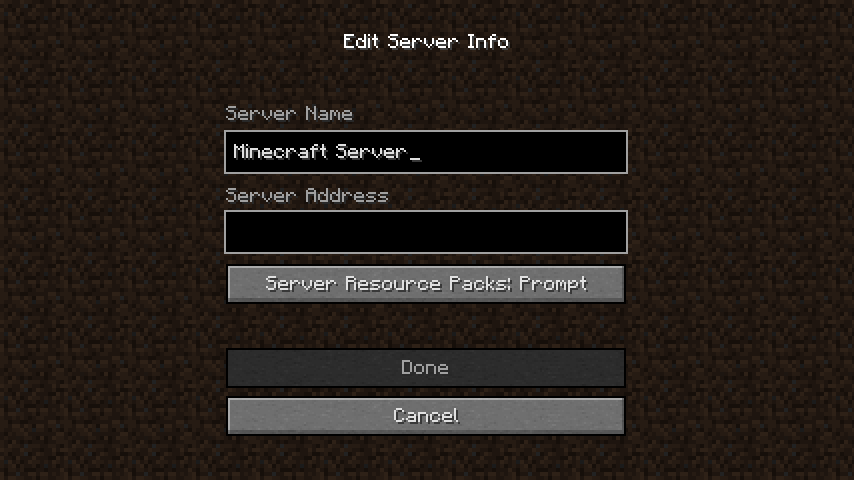 Edit Server Info
Server Name
Minecraft Server_
Server Address
Server Resource Packs: Prompt
Done
Cancel